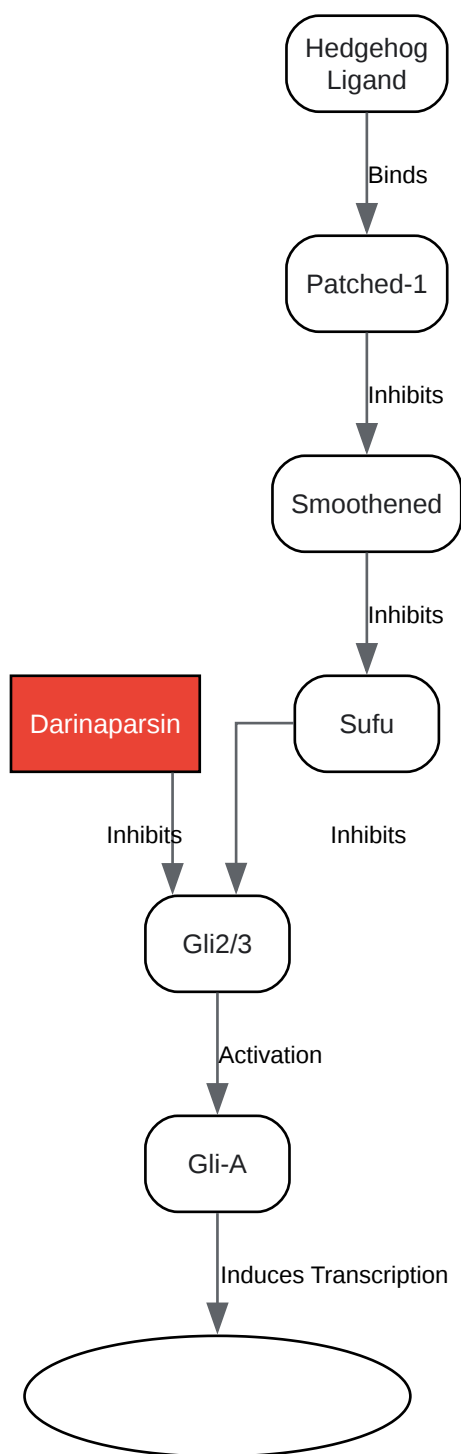 Hedgehog
Ligand
Binds
Patched-1
Inhibits
Smoothened
Inhibits
Darinaparsin
Sufu
Inhibits
Inhibits
Gli2/3
Activation
Gli-A
Induces Transcription